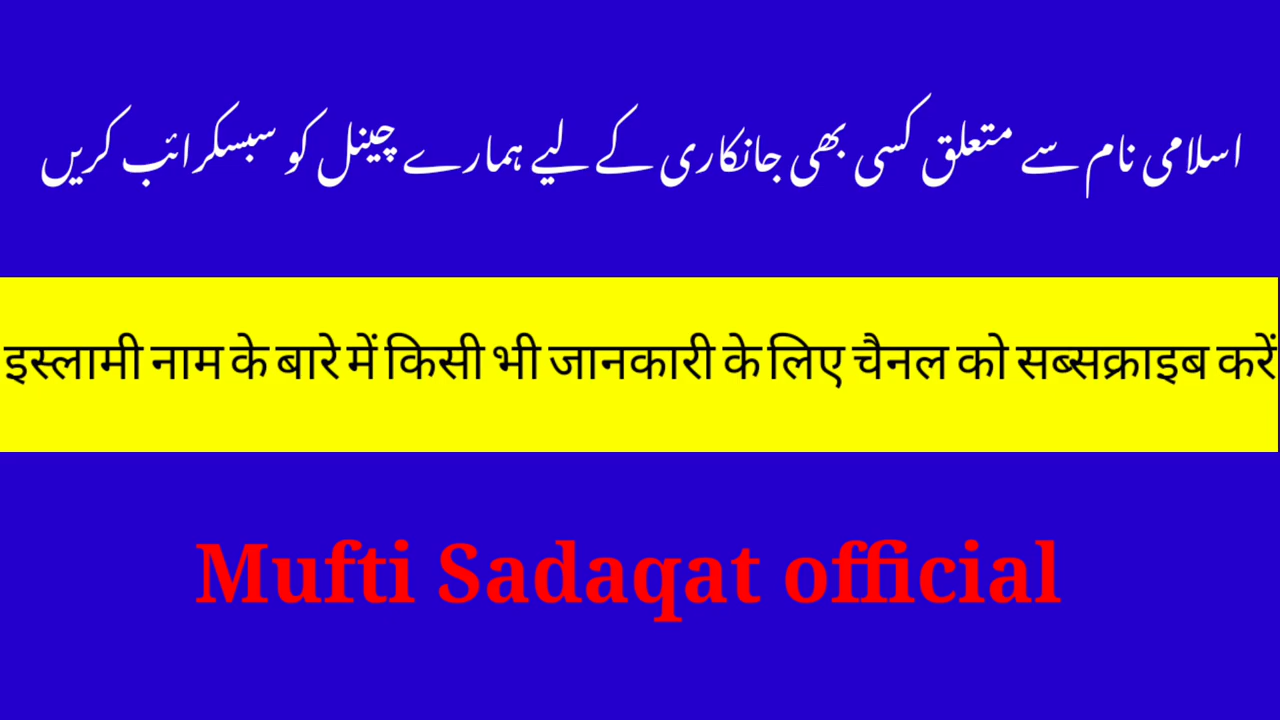 اسلامی نام سے متعلق کسی بھی جانکاری کے لیے ہمارے چینل کو سبسکرائب کریں
इस्लामी नाम के बारे में किसी भी जानकारी के लिए चैनल को सब्सक्राइब करें
Mufti Sadaqat official